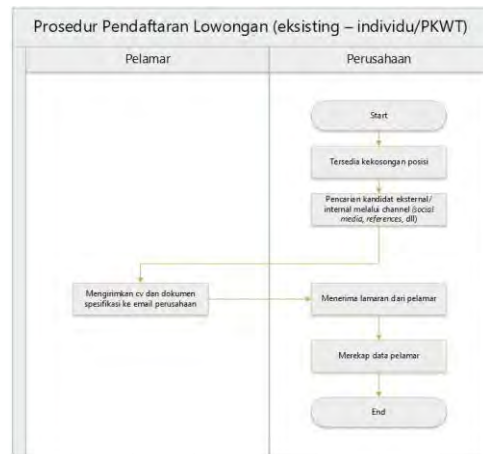 Prosedur Pendaftaran Lowongan (eksisting – individu/PKWT)
Pelamar
Perusahaan
Start
Tersedia kekosongan posisi
Pencarian kandidat eksternal/
internal melalui channel (social
media, references, dll)
Mengirimkan cv dan dokumen
spesifikasi ke email perusahaan
Menerima lamaran dari pelamar
Merekap data pelamar
End